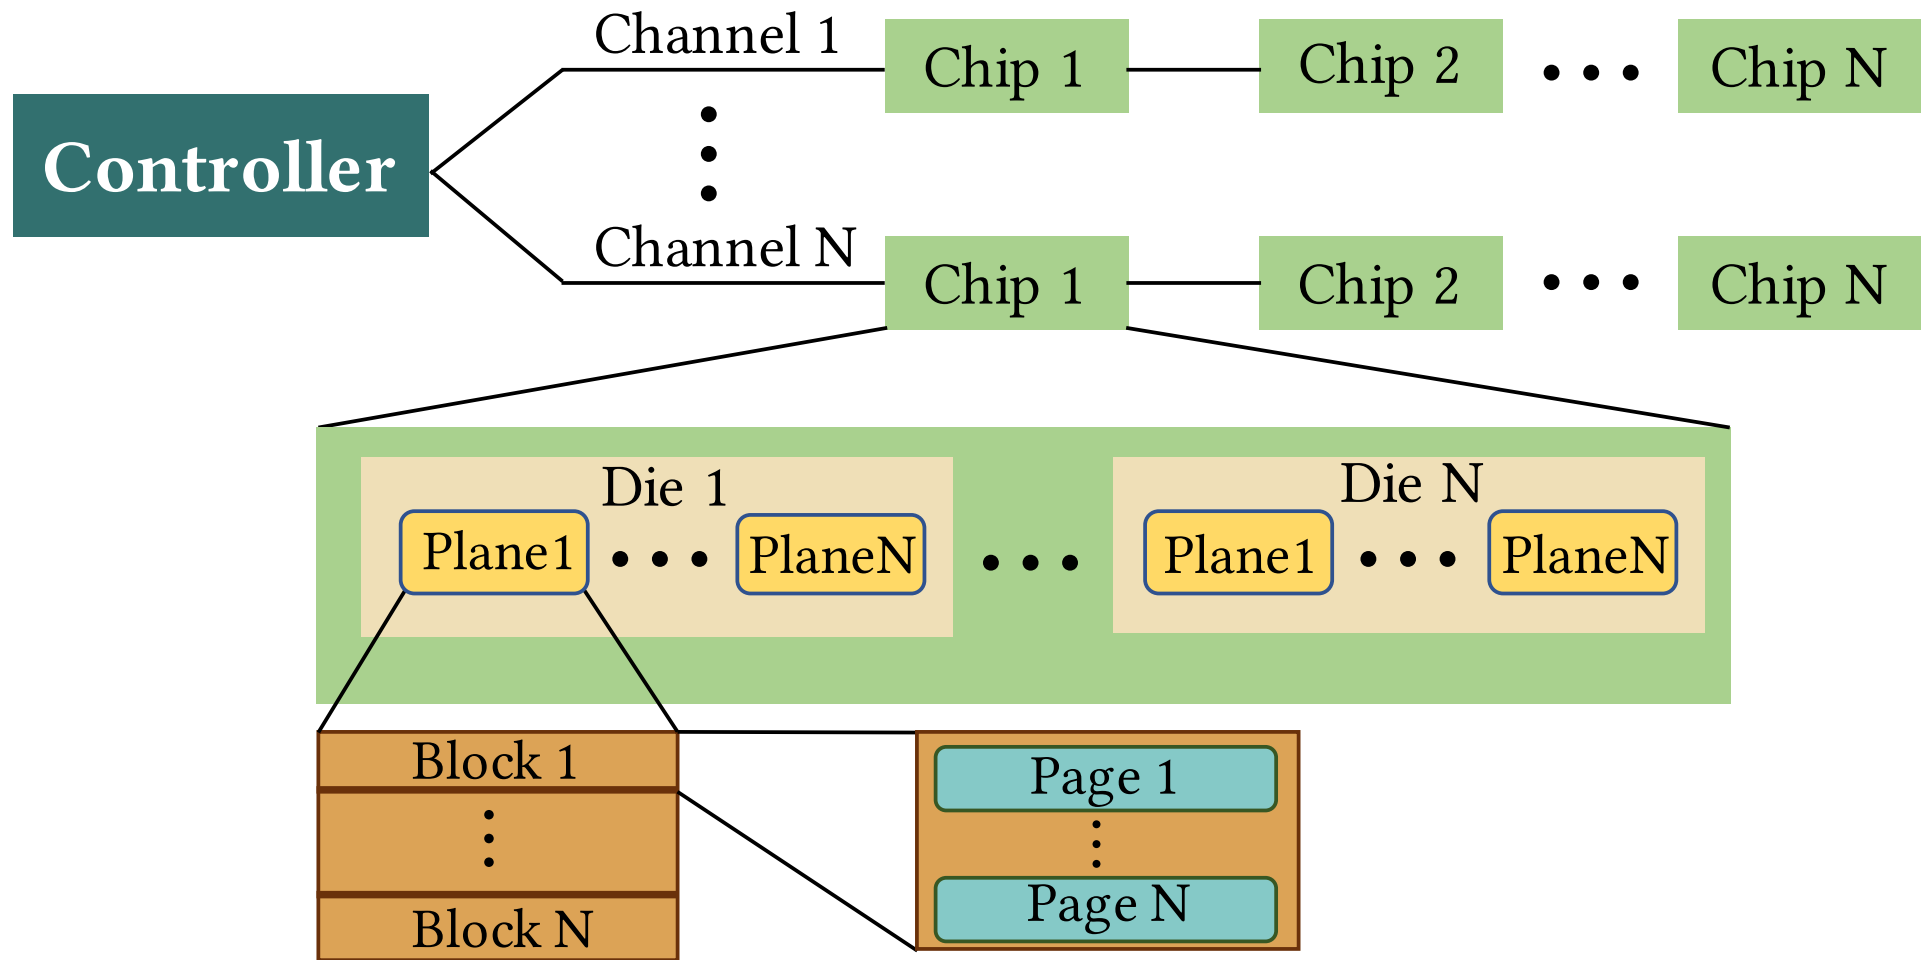 Channel 1
Chip 1
Chip 2
Chip N
Controller
Channel N
Chip 1
Chip 2
Chip N
Die 1
Plane1
PlaneN
Die N
Plane1
PlaneN
Block 1
Block N
Page 1
Page N